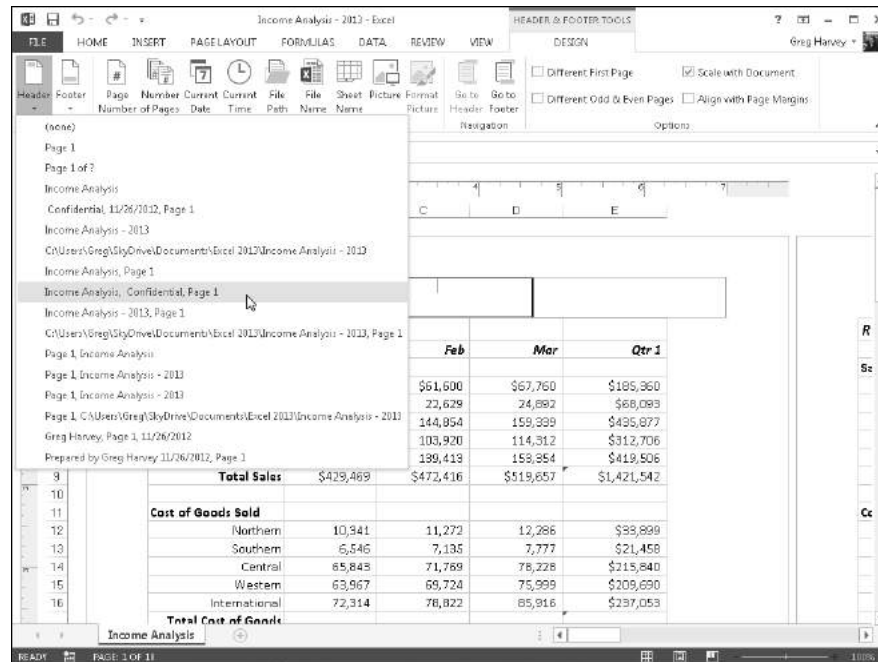 Income Analysis - 2013 - Excel
HEADER & FOOTER TOOLS
?
FILE HOME INSERT PAGE LAYOUT FORMULAS DATA REVIEW VIEW DESIGN Greg Harvey
Header Footer Page Number Number of Pages Current Date Current Time File Path File Name Sheet Name Picture Format Picture Go to Header Go to Footer
Different First Page Scale with Document
Different Odd & Even Pages Align with Page Margins
Navigation Options
(none)
Page 1
Page 1 of ?
Income Analysis
Confidential, 11/26/2012, Page 1
Income Analysis - 2013
C:\Users\Greg\SkyDrive\Documents\Excel 2013\Income Analysis - 2013
Income Analysis, Page 1
Income Analysis, Confidential, Page 1
Income Analysis - 2013, Page 1
C:\Users\Greg\SkyDrive\Documents\Excel 2013\Income Analysis - 2013, Page 1
Page 1, Income Analysis
Page 1, Income Analysis - 2013
Page 1, Income Analysis - 2013
Page 1, C:\Users\Greg\SkyDrive\Documents\Excel 2013\Income Analysis - 2013
Greg Harvey, Page 1, 11/26/2012
Prepared by Greg Harvey 11/26/2012, Page 1
4 5 6 7
C D E
Feb Mar Qtr 1
$61,600 $67,760 $185,360
22,629 24,892 $68,093
144,854 159,339 $435,877
103,920 114,312 $312,706
139,413 153,354 $419,506
9 Total Sales $429,469 $472,416 $519,657 $1,421,542
10
11 Cost of Goods Sold
12 Northern 10,341 11,272 12,286 $33,899
13 Southern 6,546 7,135 7,777 $21,458
14 Central 65,843 71,769 78,228 $215,840
15 Western 63,967 69,724 75,999 $209,690
16 International 72,314 78,822 85,916 $237,053
Total Cost of Goods
Income Analysis
READY PAGE: 1 OF 18 100%